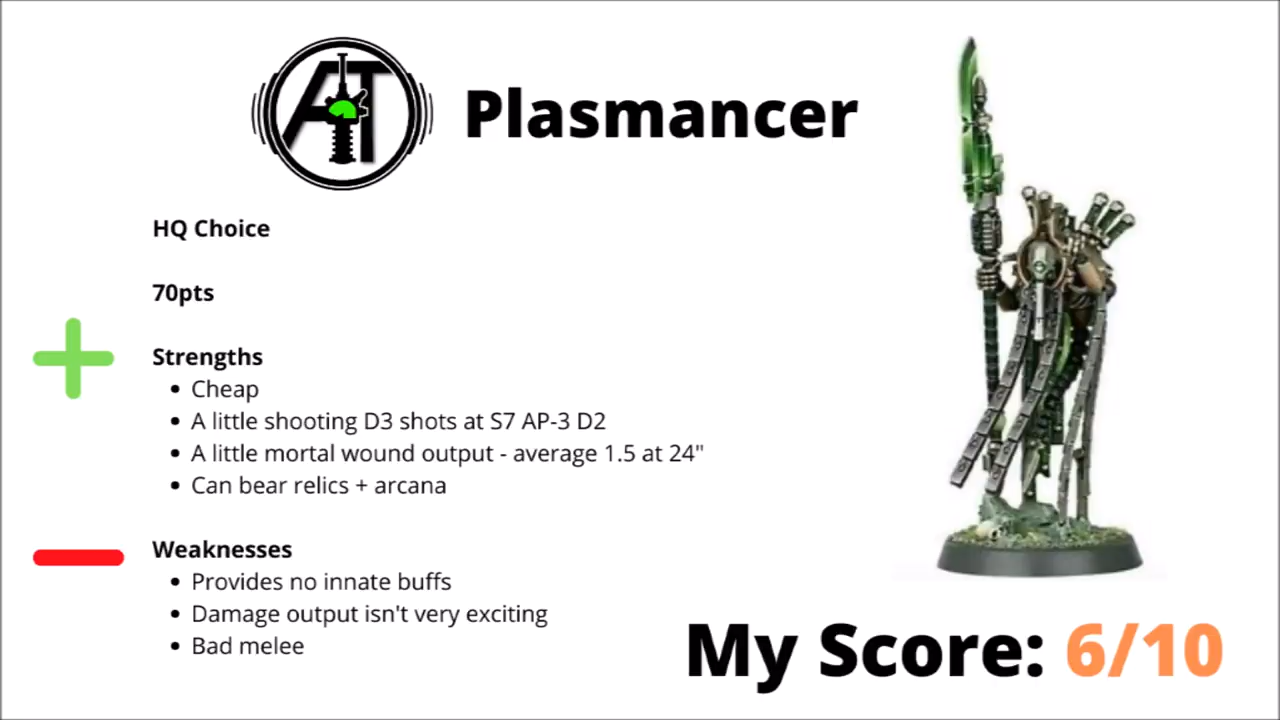 AT
Plasmancer
HQ Choice
70pts
Strengths
• Cheap
• A little shooting D3 shots at S7 AP-3 D2
• A little mortal wound output - average 1.5 at 24"
• Can bear relics + arcana
Weaknesses
• Provides no innate buffs
• Damage output isn't very exciting
• Bad melee
My Score: 6/10